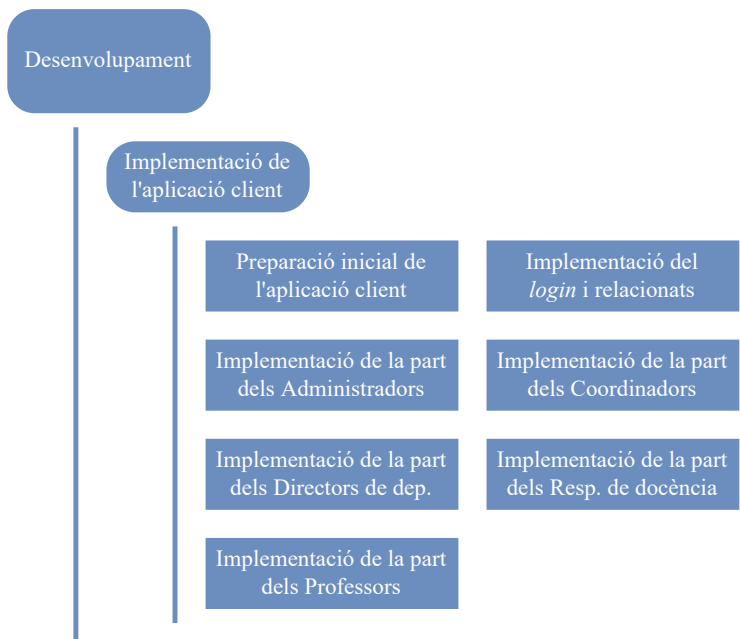 Desenvolupament
Implementació de
l'aplicació client
Preparació inicial de
l'aplicació client
Implementació del
login i relacionats
Implementació de la part
dels Administradors
Implementació de la part
dels Coordinadors
Implementació de la part
dels Directors de dep.
Implementació de la part
dels Resp. de docència
Implementació de la part
dels Professors